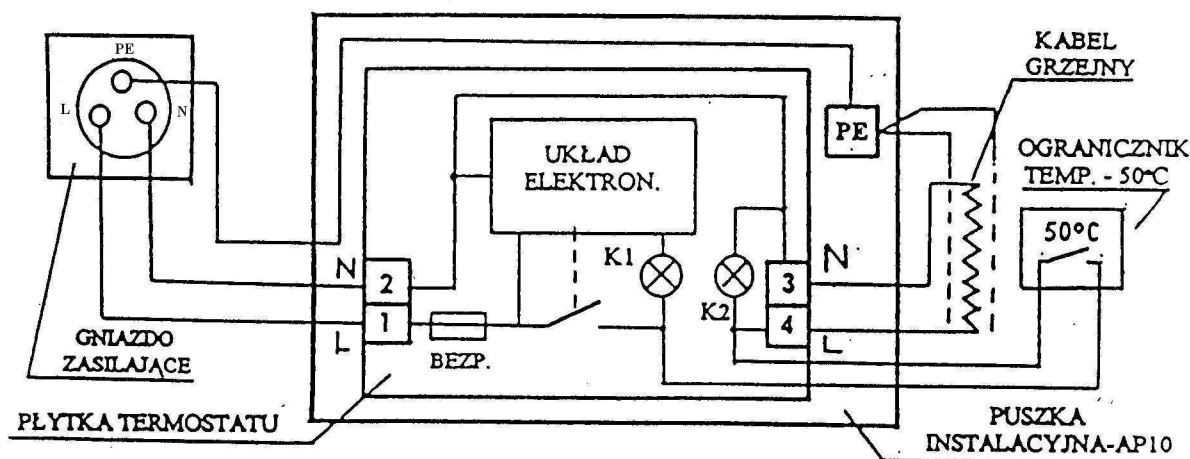 PE
L
N
GNIAZDO
ZASILAJĄCE
PŁYTKA TERMOSTATU
N
2
1
L
BEZP.
UKŁAD
ELEKTRON.
K1
K2
3
4
N
L
PE
KABEL
GRZEJNY
OGRANICZNIK
TEMP. - 50°C
50°C
PUSZKA
INSTALACYJNA-AP10